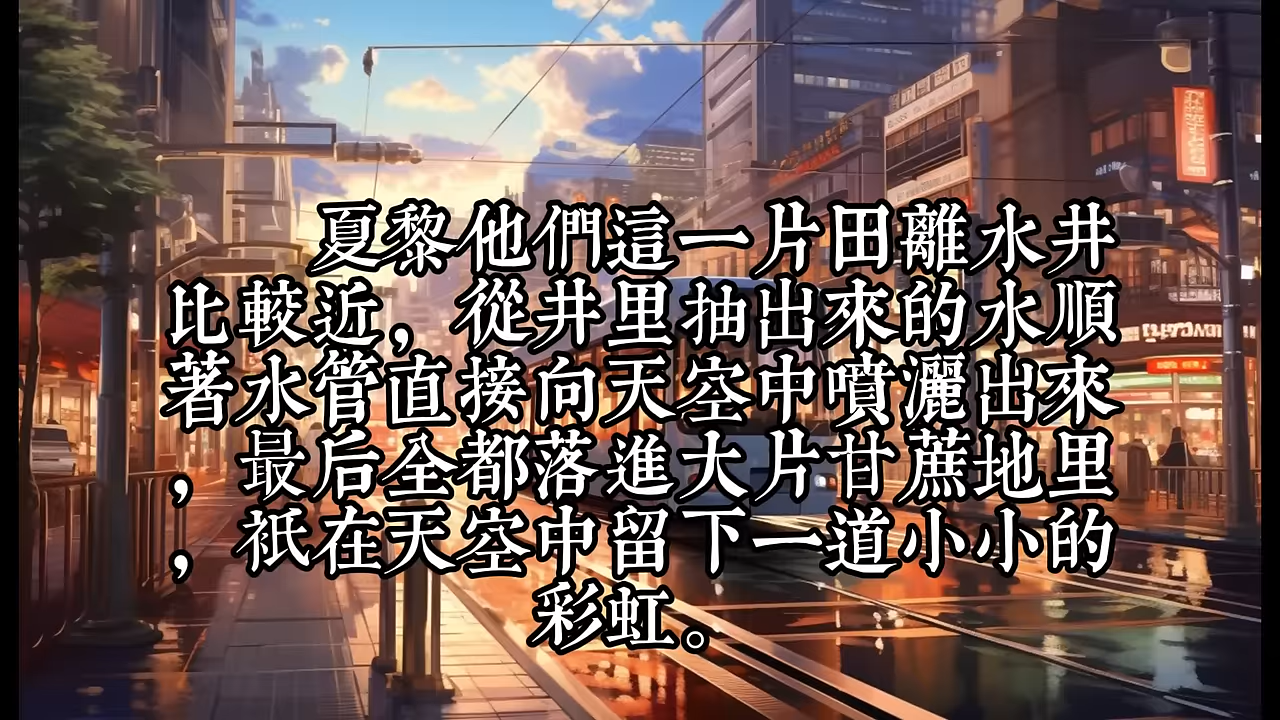 夏黎他們這一片田離水井
比較近，從井里抽出來的水順
著水管直接向天空中噴灑出來
，最后全都落進大片甘蔗地里
，祇在天空中留下一道小小的
彩虹。